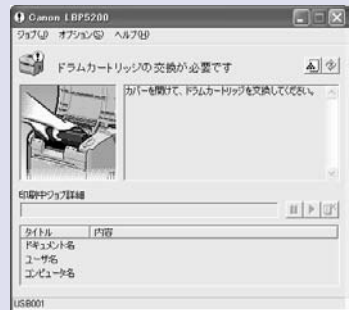 Canon LBP5200
ジョブ(J) オプション(S) ヘルプ(H)
ドラムカートリッジの交換が必要です
カバーを開けて、ドラムカートリッジを交換してください。
印刷中ジョブ詳細
タイトル 内容
ドキュメント名
ユーザ名
コンピュータ名
USB001